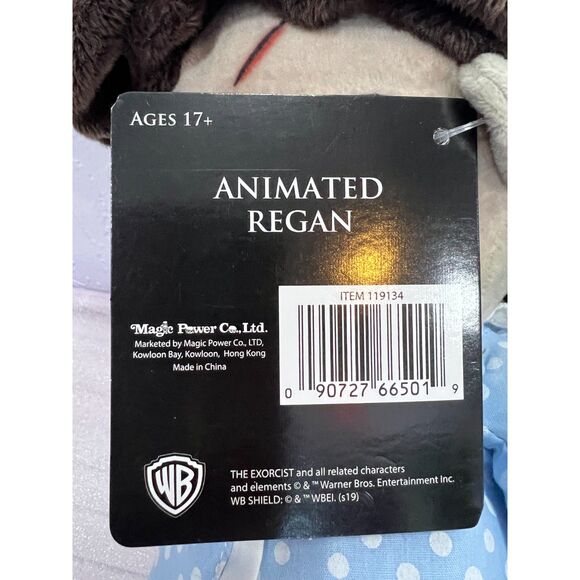 AGES 17+
ANIMATED
REGAN
ITEM 119134
0 90727 66501 9
Magic Power Co., Ltd.
Marketed by Magic Power Co., LTD,
Kowloon Bay, Kowloon, Hong Kong
Made in China
WB
THE EXORCIST and all related characters
and elements © & ™ Warner Bros. Entertainment Inc.
WB SHIELD: © & ™ WBEI. (s19)